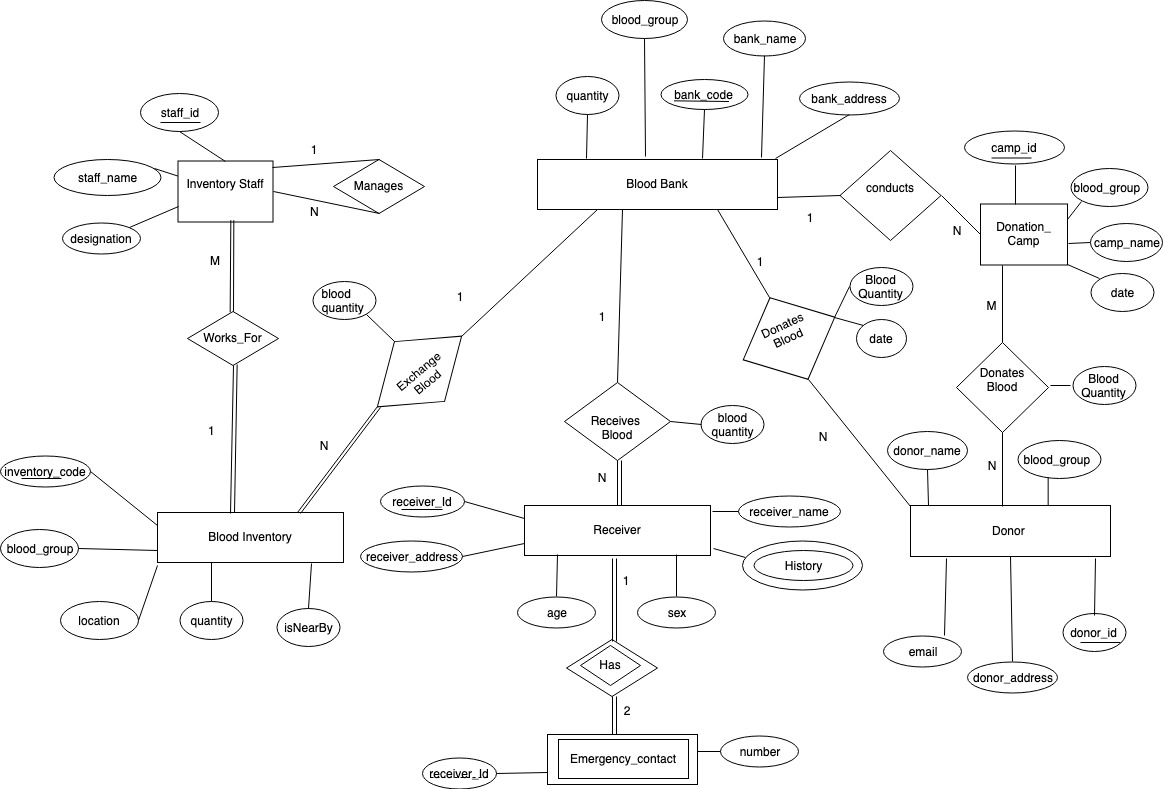 blood_group
bank_name
quantity
bank_code
bank_address
staff_id
camp_id
1
staff_name
Inventory Staff
Manages
Blood Bank
conducts
blood_group
N
1
N
Donation_
Camp
camp_name
designation
M
1
Blood
Quantity
date
blood
quantity
1
1
Donates
Blood
date
M
Works_For
Exchange
Blood
Donates
Blood
Blood
Quantity
Receives
Blood
blood
quantity
1
N
N
donor_name
N
blood_group
inventory_code
N
receiver_Id
receiver_name
Blood Inventory
Receiver
Donor
blood_group
receiver_address
History
1
location
quantity
isNearBy
age
sex
donor_id
email
Has
donor_address
2
Emergency_contact
number
receiver_Id